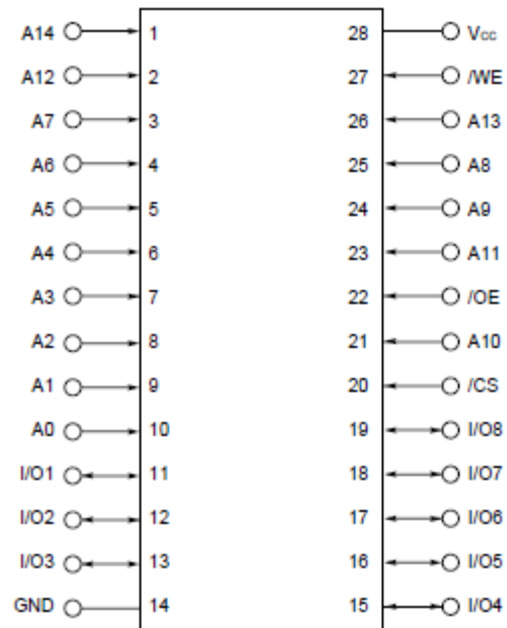 A14 1 28 Vcc
A12 2 27 /WE
A7 3 26 A13
A6 4 25 A8
A5 5 24 A9
A4 6 23 A11
A3 7 22 /OE
A2 8 21 A10
A1 9 20 /CS
A0 10 19 I/O8
I/O1 11 18 I/O7
I/O2 12 17 I/O6
I/O3 13 16 I/O5
GND 14 15 I/O4